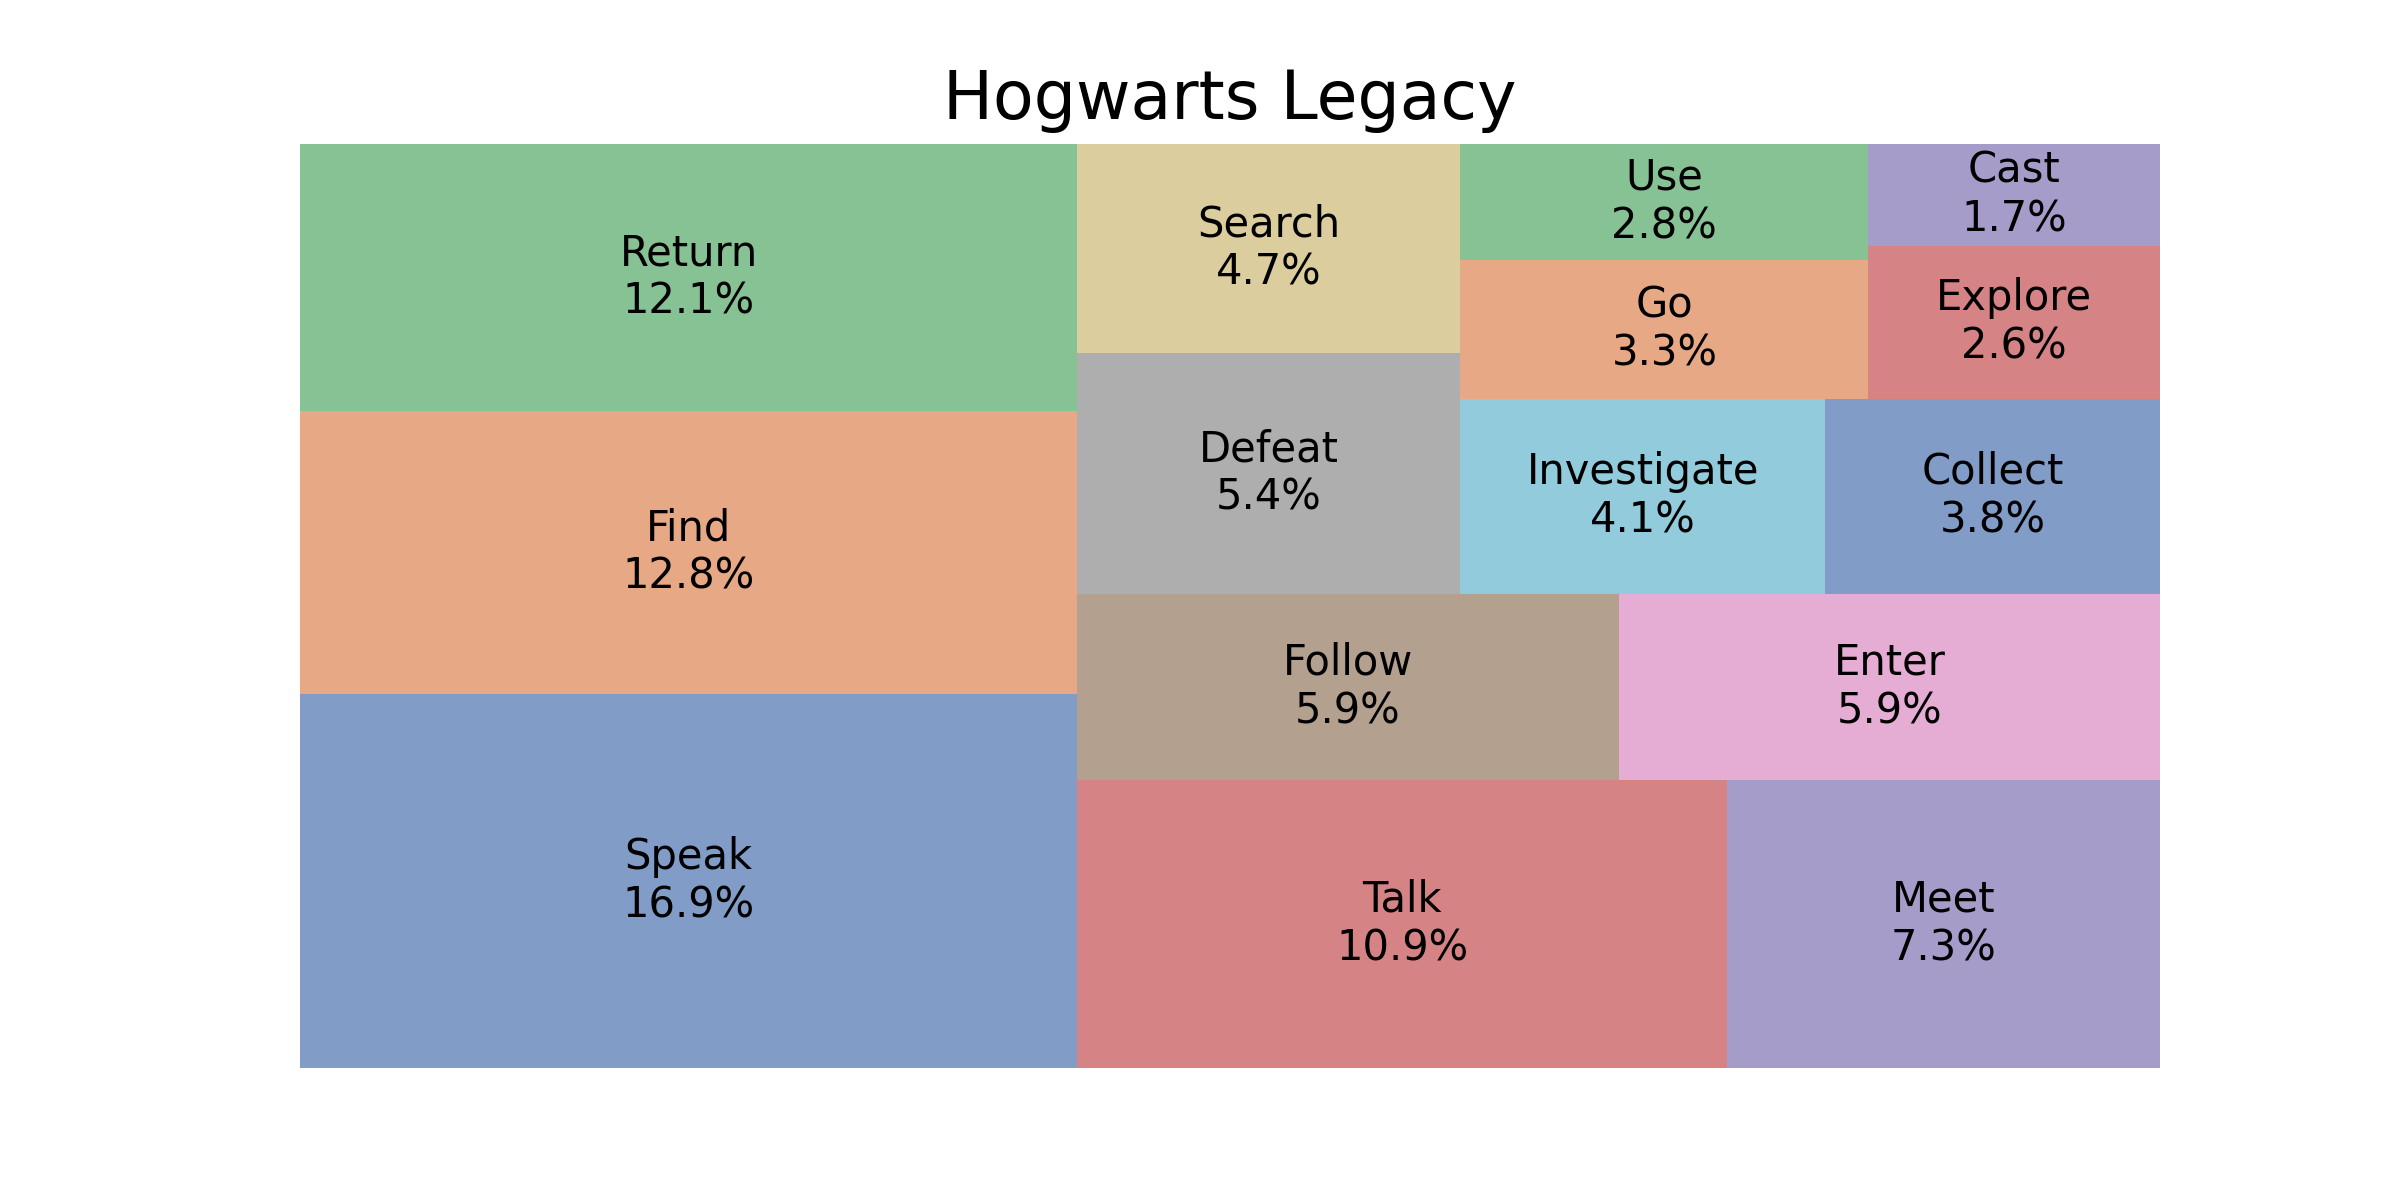 Hogwarts Legacy
Return
12.1%
Find
12.8%
Speak
16.9%
Search
4.7%
Defeat
5.4%
Use
2.8%
Go
3.3%
Cast
1.7%
Explore
2.6%
Investigate
4.1%
Collect
3.8%
Follow
5.9%
Enter
5.9%
Talk
10.9%
Meet
7.3%